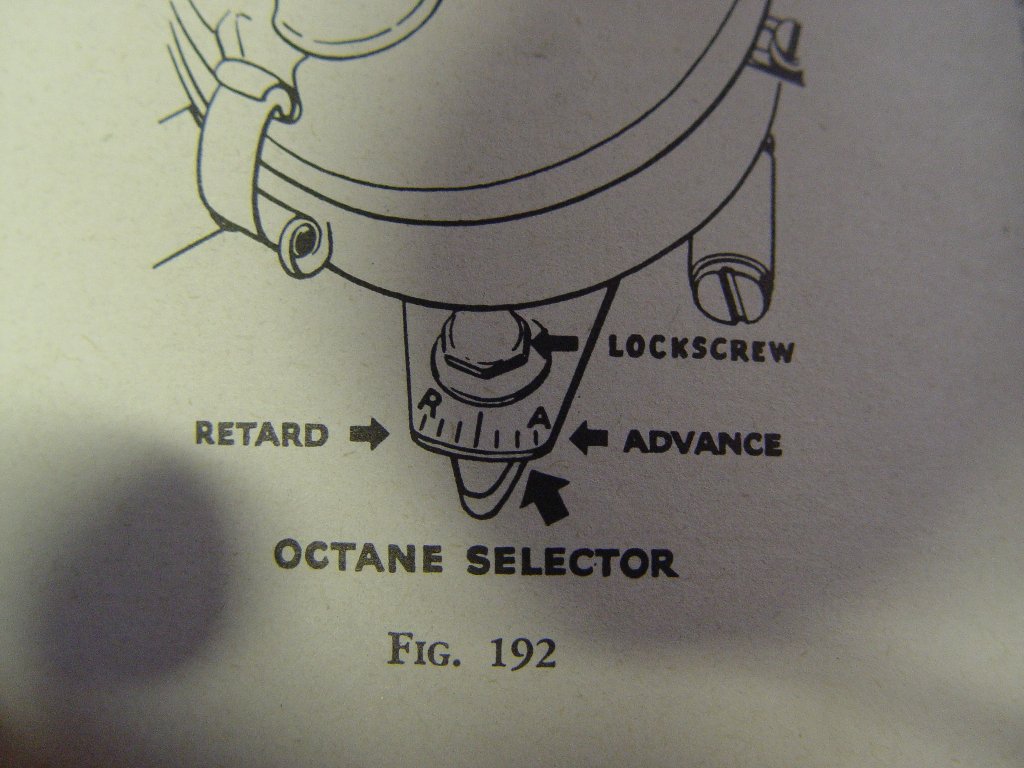 LOCKSCREW
R A
RETARD ADVANCE
OCTANE SELECTOR
FIG. 192